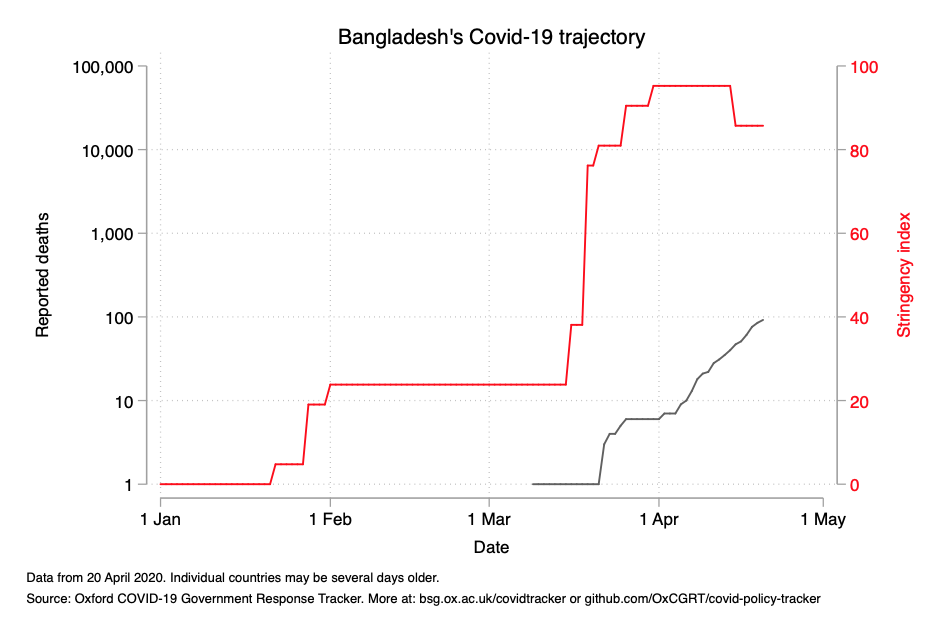 Bangladesh's Covid-19 trajectory
100,000
10,000
1,000
100
10
1
Reported deaths
100
80
60
40
20
0
Stringency index
1 Jan
1 Feb
1 Mar
1 Apr
1 May
Date
Data from 20 April 2020. Individual countries may be several days older.
Source: Oxford COVID-19 Government Response Tracker. More at: bsg.ox.ac.uk/covidtracker or github.com/OxCGRT/covid-policy-tracker